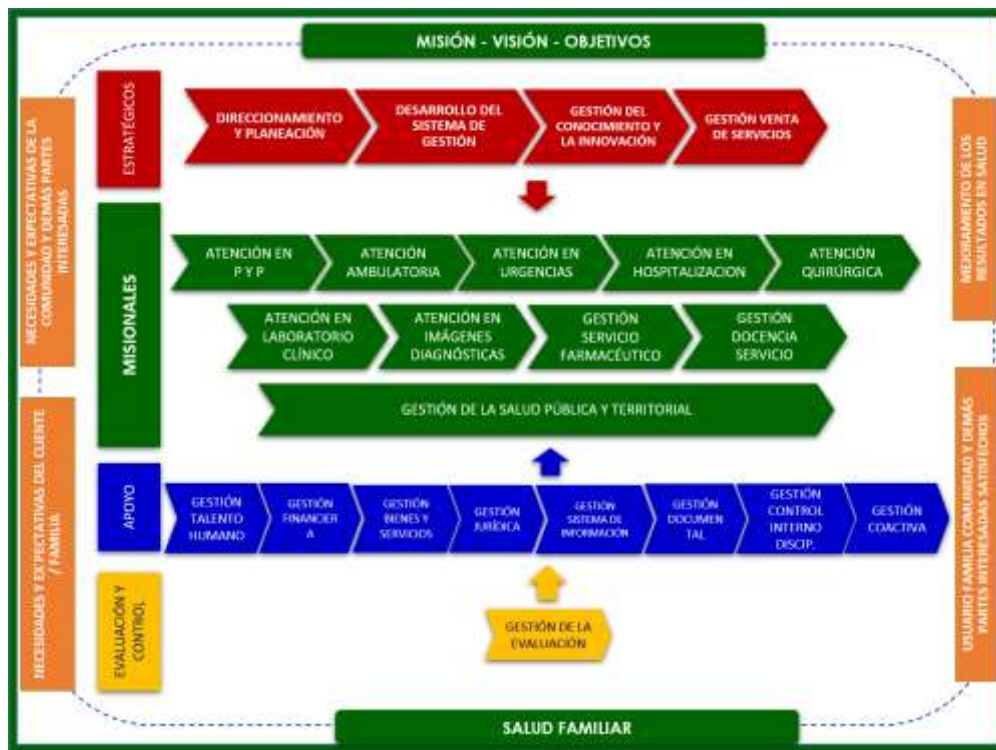 MISIÓN - VISIÓN - OBJETIVOS
NECESIDADES Y EXPECTATIVAS DE LA
COMUNIDAD Y DEMÁS PARTES
INTERESADAS
NECESIDADES Y EXPECTATIVAS DEL CLIENTE
/ FAMILIA
ESTRATÉGICOS
DIRECCIONAMIENTO
Y PLANEACIÓN
DESARROLLO DEL
SISTEMA DE
GESTIÓN
GESTIÓN DEL
CONOCIMIENTO Y
LA INNOVACIÓN
GESTIÓN VENTA
DE SERVICIOS
MISIONALES
ATENCIÓN EN
P Y P
ATENCIÓN
AMBULATORIA
ATENCIÓN EN
URGENCIAS
ATENCIÓN EN
HOSPITALIZACION
ATENCIÓN
QUIRÚRGICA
ATENCIÓN EN
LABORATORIO
CLÍNICO
ATENCIÓN EN
IMÁGENES
DIAGNÓSTICAS
GESTIÓN
SERVICIO
FARMACÉUTICO
GESTIÓN
DOCENCIA
SERVICIO
GESTIÓN DE LA SALUD PÚBLICA Y TERRITORIAL
APOYO
GESTIÓN
TALENTO
HUMANO
GESTIÓN
FINANCIER
A
GESTIÓN
BIENES Y
SERVICIOS
GESTIÓN
JURÍDICA
GESTIÓN
SISTEMA DE
INFORMACIÓN
GESTIÓN
DOCUMEN
TAL
GESTIÓN
CONTROL
INTERNO
DISCIP.
GESTIÓN
COACTIVA
EVALUACIÓN Y
CONTROL
GESTIÓN DE LA
EVALUACIÓN
MEJORAMIENTO DE LOS
RESULTADOS EN SALUD
USUARIO FAMILIA COMUNIDAD Y DEMÁS
PARTES INTERESADAS SATISFECHOS
SALUD FAMILIAR